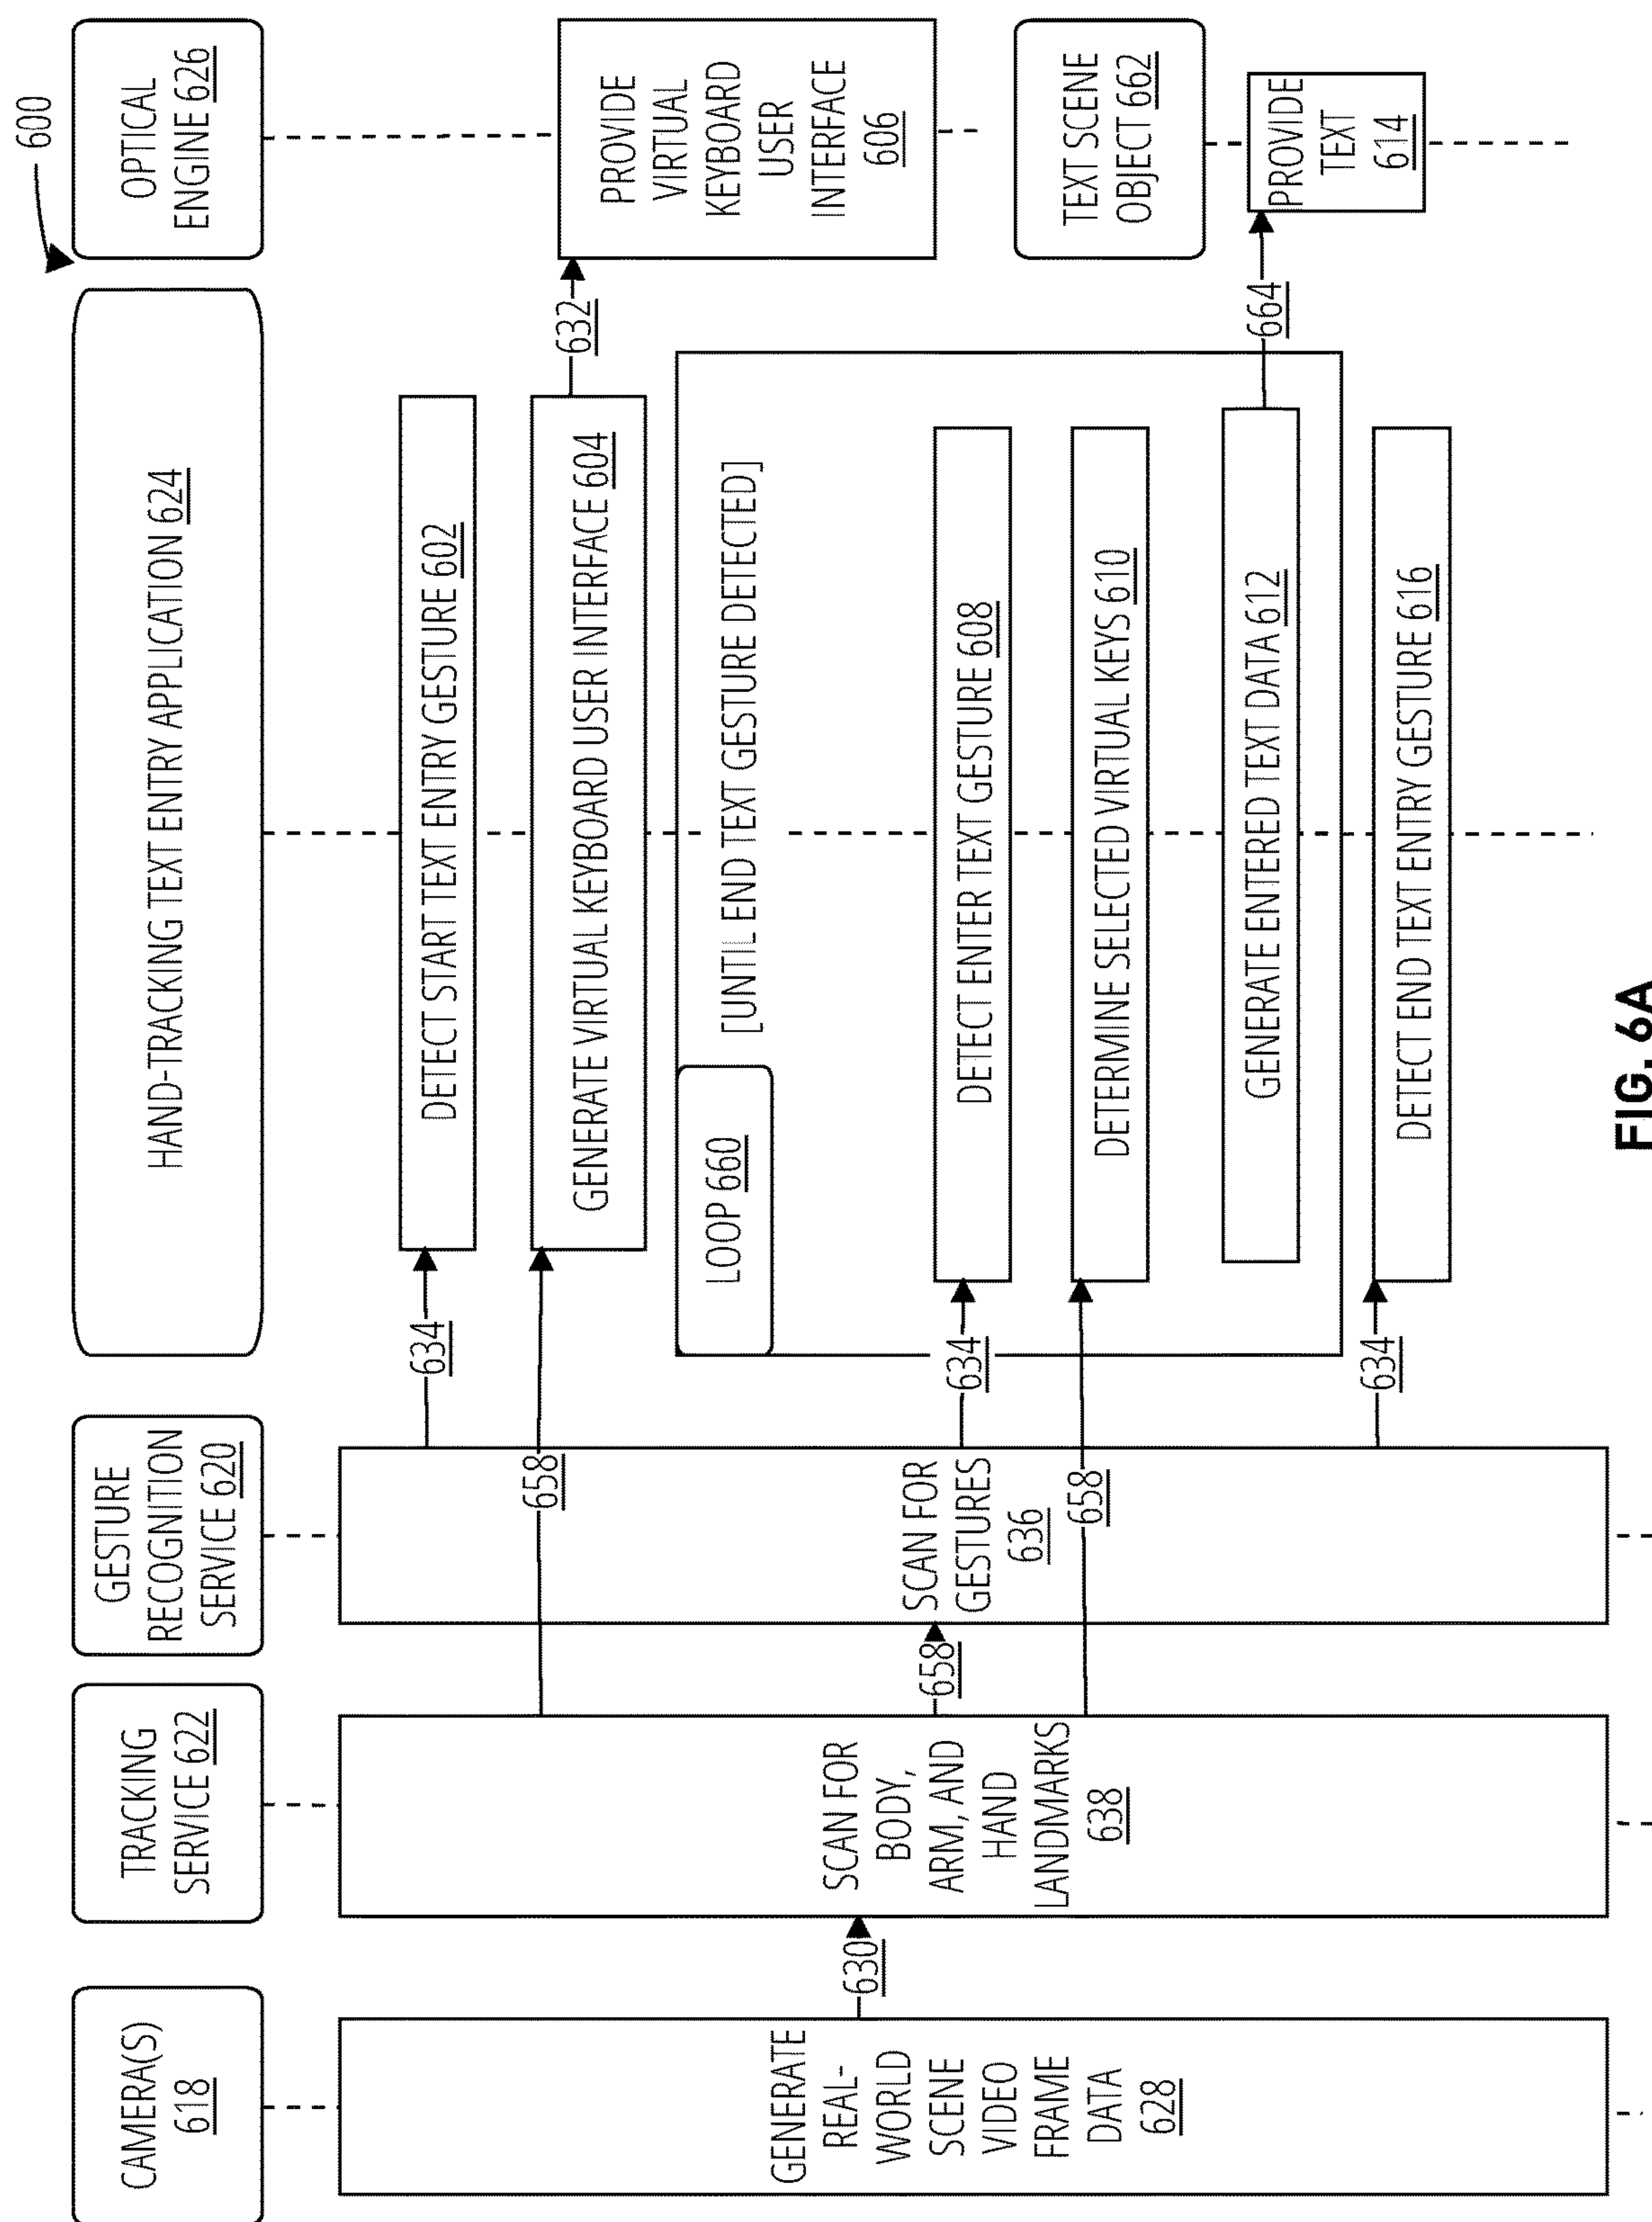 600
CAMERA(S)
618
TRACKING
SERVICE 622
GESTURE
RECOGNITION
SERVICE 620
HAND-TRACKING TEXT ENTRY APPLICATION 624
OPTICAL
ENGINE 626
634
DETECT START TEXT ENTRY GESTURE 602
658
GENERATE VIRTUAL KEYBOARD USER INTERFACE 604
632
PROVIDE
VIRTUAL
KEYBOARD
USER
INTERFACE
606
LOOP 660
[UNTIL END TEXT GESTURE DETECTED]
GENERATE
REAL-
WORLD
SCENE
VIDEO
FRAME
DATA
628
630
SCAN FOR
BODY,
ARM, AND
HAND
LANDMARKS
638
658
SCAN FOR
GESTURES
636
634
DETECT ENTER TEXT GESTURE 608
658
DETERMINE SELECTED VIRTUAL KEYS 610
TEXT SCENE
OBJECT 662
GENERATE ENTERED TEXT DATA 612
664
PROVIDE
TEXT
614
634
DETECT END TEXT ENTRY GESTURE 616
FIG. 6A